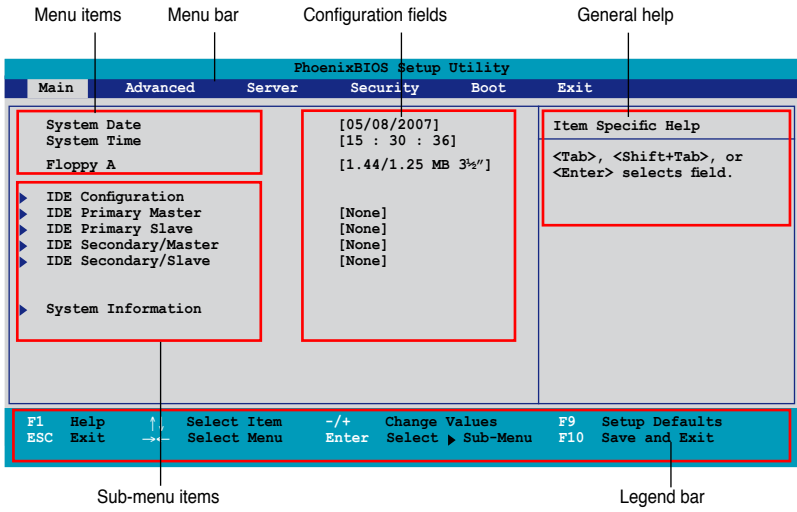 Menu items Menu bar Configuration fields General help
PhoenixBIOS Setup Utility
Main Advanced Server Security Boot Exit
System Date [05/08/2007] Item Specific Help
System Time [15 : 30 : 36]
Floppy A [1.44/1.25 MB 3½"] <Tab>, <Shift+Tab>, or
<Enter> selects field.
IDE Configuration
IDE Primary Master [None]
IDE Primary Slave [None]
IDE Secondary/Master [None]
IDE Secondary/Slave [None]
System Information
F1 Help ↑↓ Select Item -/+ Change Values F9 Setup Defaults
ESC Exit →← Select Menu Enter Select ▶ Sub-Menu F10 Save and Exit
Sub-menu items Legend bar